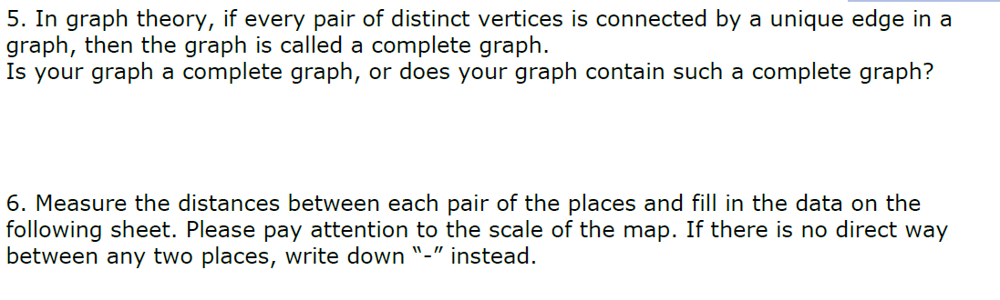 5. In graph theory, if every pair of distinct vertices is connected by a unique edge in a
graph, then the graph is called a complete graph.
Is your graph a complete graph, or does your graph contain such a complete graph?
6. Measure the distances between each pair of the places and fill in the data on the
following sheet. Please pay attention to the scale of the map. If there is no direct way
between any two places, write down “-” instead.